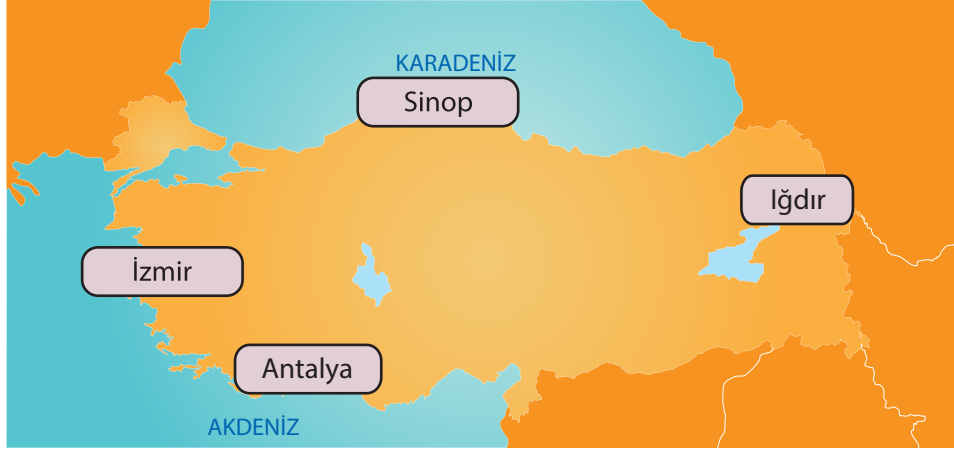 KARADENİZ
Sinop
Iğdır
İzmir
Antalya
AKDENİZ